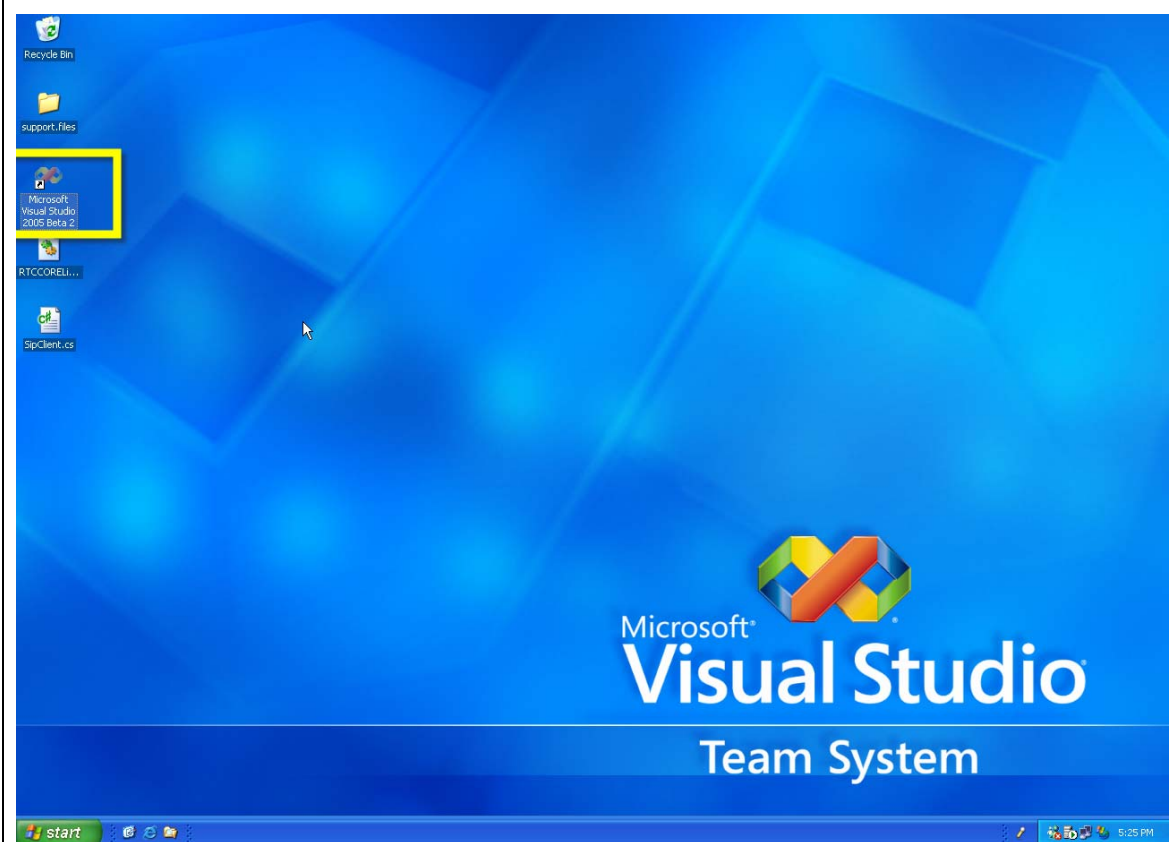 Recycle Bin
support.files
Microsoft
Visual Studio
2005 Beta 2
RTCCORELi...
SipClient.cs
Microsoft®
Visual Studio®
Team System
start
5:25 PM